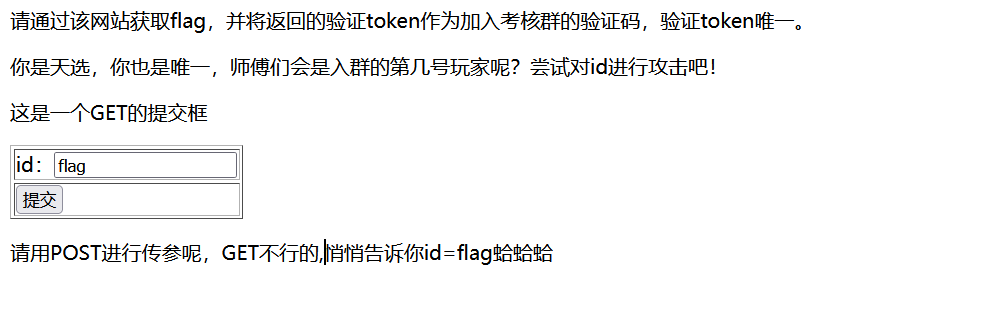 请通过该网站获取flag，并将返回的验证token作为加入考核群的验证码，验证token唯一。
你是天选，你也是唯一，师傅们会是入群的第几号玩家呢？尝试对id进行攻击吧！
这是一个GET的提交框
id：flag
提交
请用POST进行传参呢，GET不行的,悄悄告诉你id=flag蛤蛤蛤